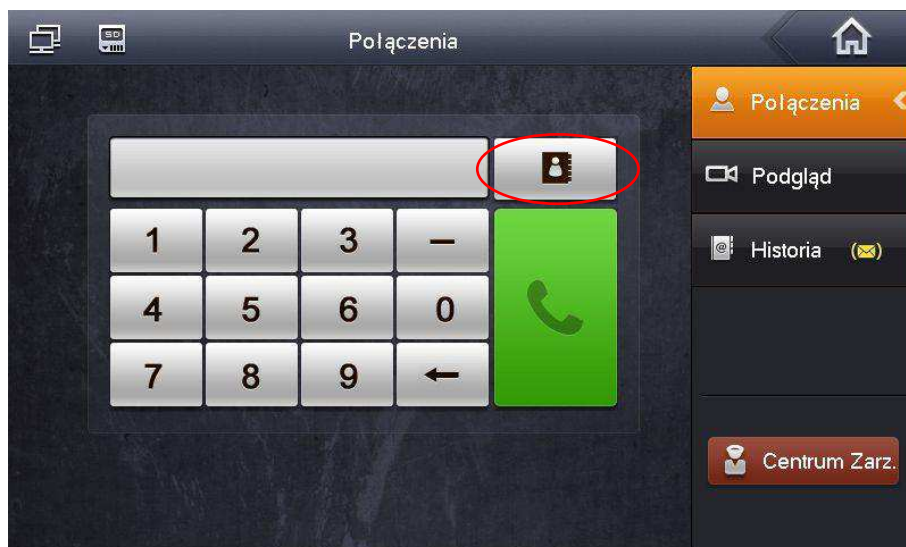 SD
Połączenia
Połączenia
Podgląd
Historia
1 2 3 –
4 5 6 0
7 8 9 ←
Centrum Zarz.